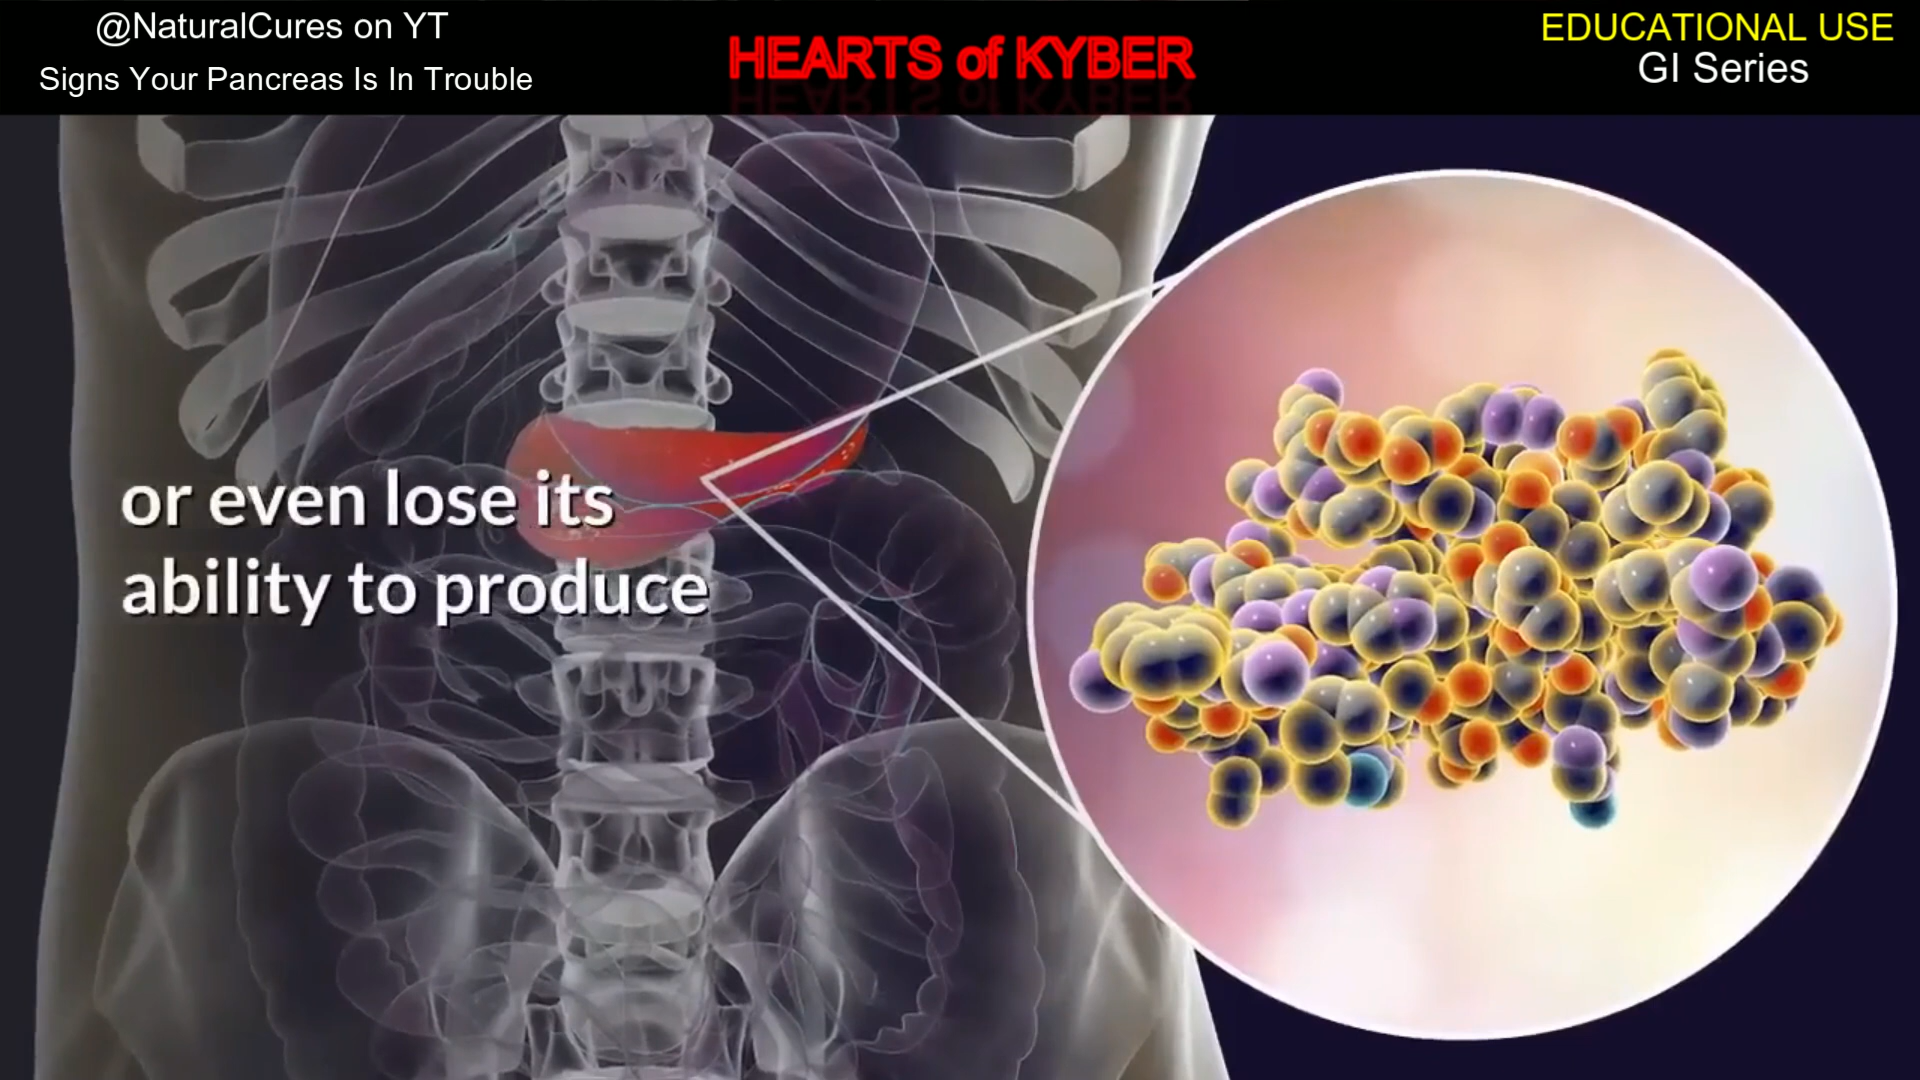 @NaturalCures on YT
Signs Your Pancreas Is In Trouble
HEARTS of KYBER
EDUCATIONAL USE
GI Series
or even lose its
ability to produce